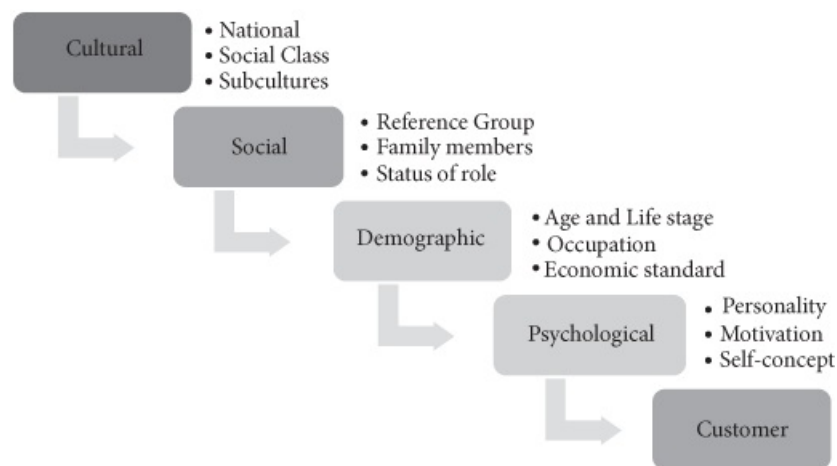 Cultural
• National
• Social Class
• Subcultures
Social
• Reference Group
• Family members
• Status of role
Demographic
• Age and Life stage
• Occupation
• Economic standard
Psychological
• Personality
• Motivation
• Self-concept
Customer